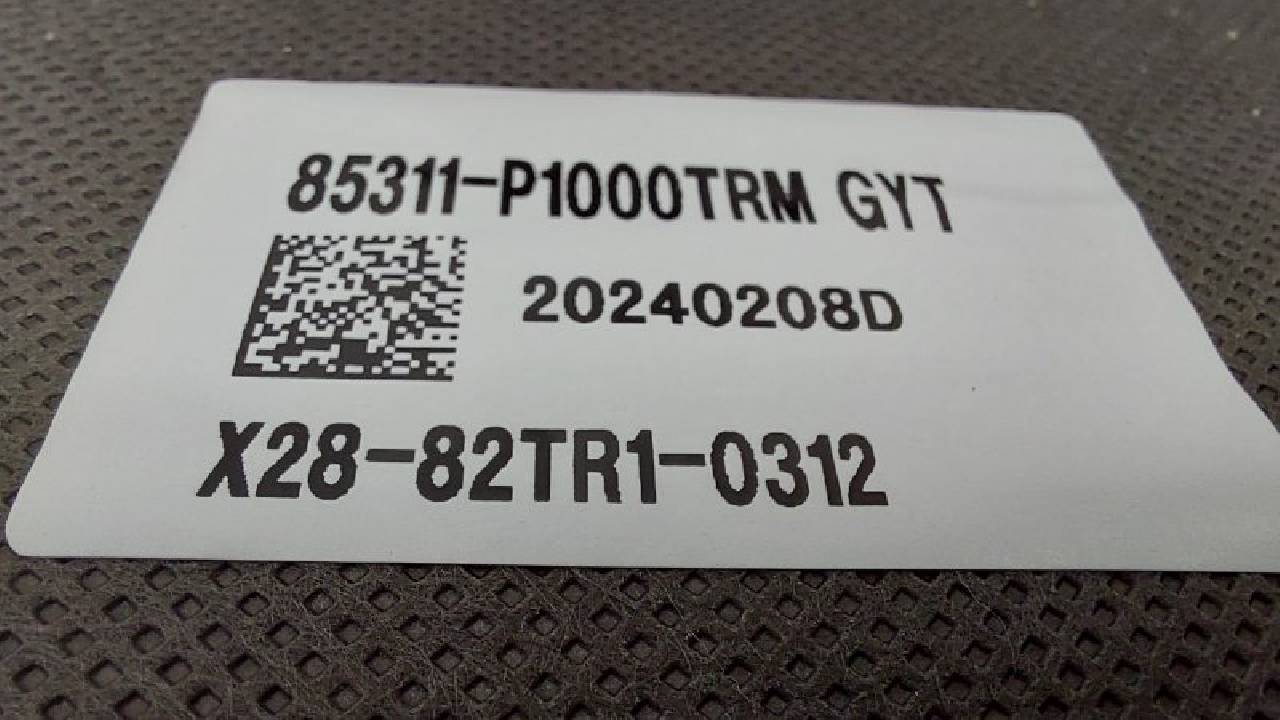 85311-P1000TRM GYT
20240208D
X28-82TR1-0312